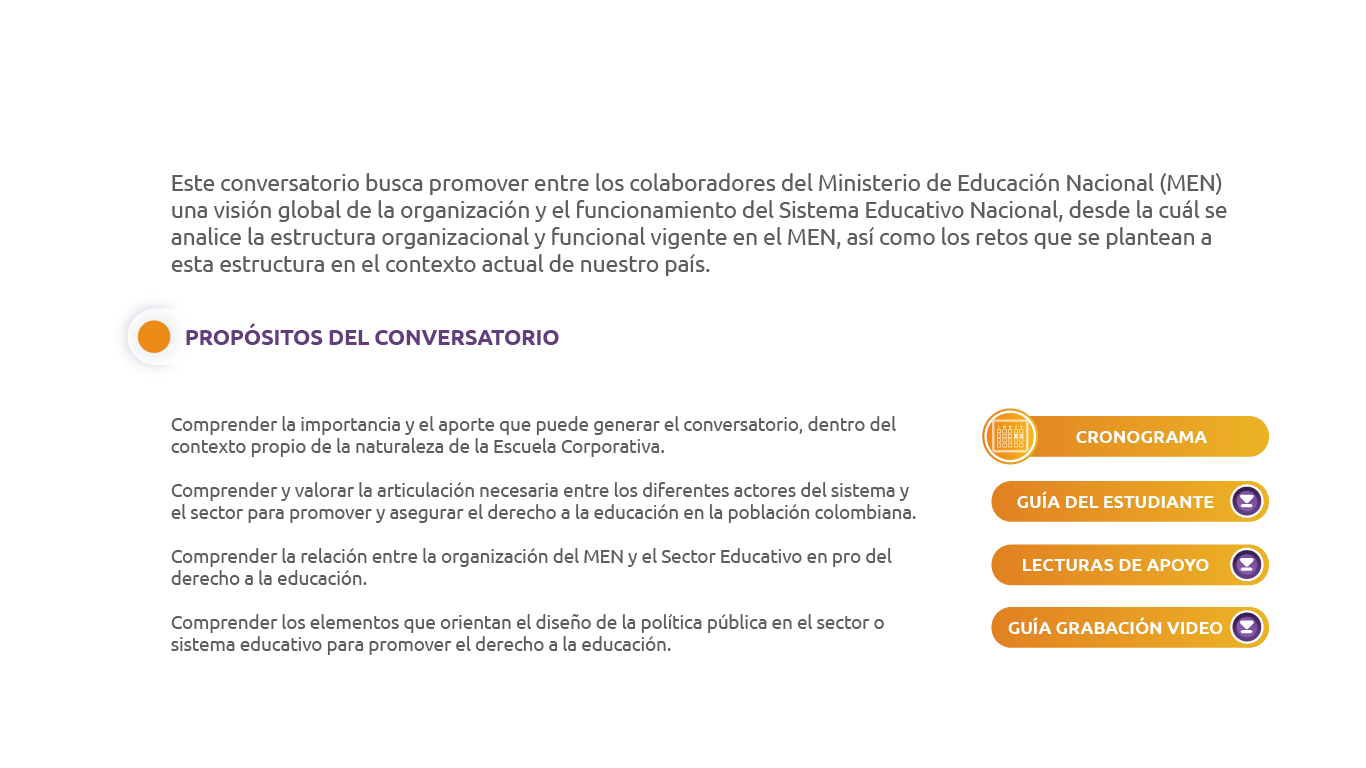 Este conversatorio busca promover entre los colaboradores del Ministerio de Educación Nacional (MEN)
una visión global de la organización y el funcionamiento del Sistema Educativo Nacional, desde la cuál se
analice la estructura organizacional y funcional vigente en el MEN, así como los retos que se plantean a
esta estructura en el contexto actual de nuestro país.
PROPÓSITOS DEL CONVERSATORIO
Comprender la importancia y el aporte que puede generar el conversatorio, dentro del
contexto propio de la naturaleza de la Escuela Corporativa.
Comprender y valorar la articulación necesaria entre los diferentes actores del sistema y
el sector para promover y asegurar el derecho a la educación en la población colombiana.
Comprender la relación entre la organización del MEN y el Sector Educativo en pro del
derecho a la educación.
Comprender los elementos que orientan el diseño de la política pública en el sector o
sistema educativo para promover el derecho a la educación.
CRONOGRAMA
GUÍA DEL ESTUDIANTE
LECTURAS DE APOYO
GUÍA GRABACIÓN VIDEO